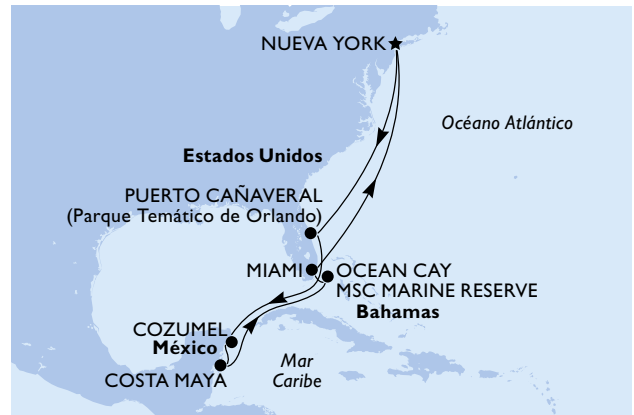 NUEVA YORK
Océano Atlántico
Estados Unidos
PUERTO CAÑAVERAL
(Parque Temático de Orlando)
MIAMI
OCEAN CAY
MSC MARINE RESERVE
Bahamas
COZUMEL
México
COSTA MAYA
Mar
Caribe